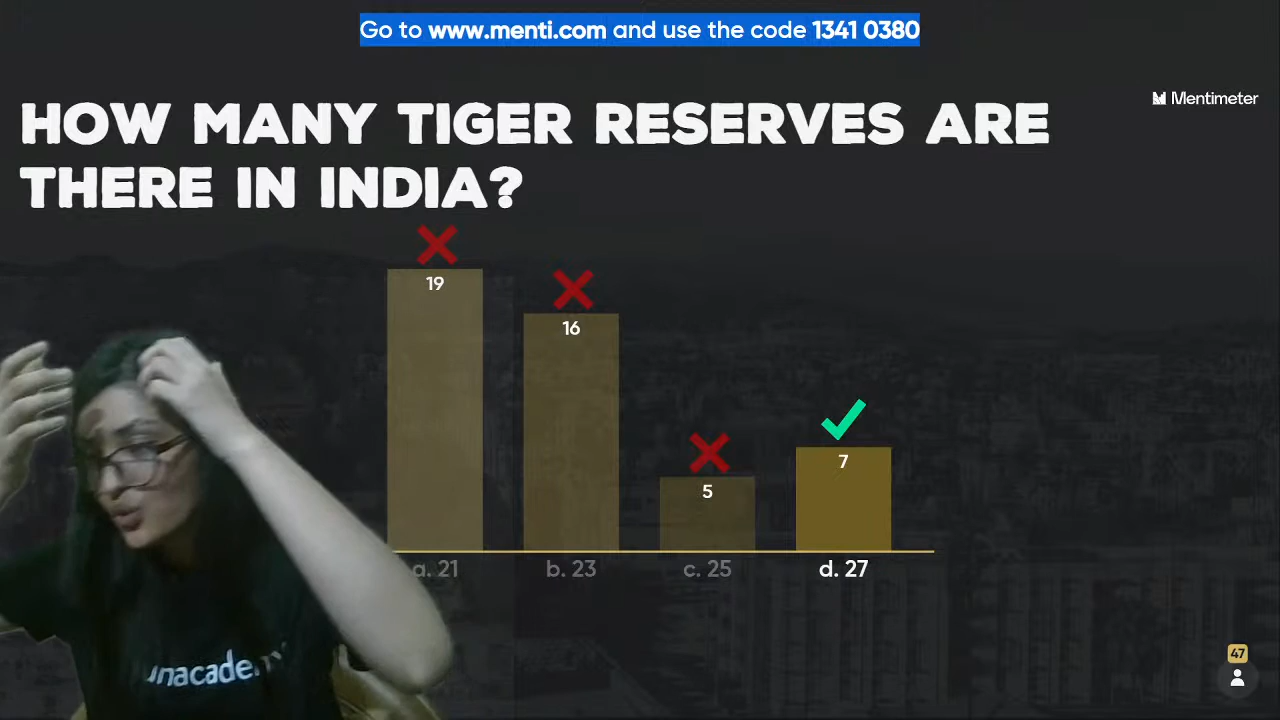 Go to www.menti.com and use the code 1341 0380
Mentimeter
HOW MANY TIGER RESERVES ARE
THERE IN INDIA?
19
16
5
7
a. 21
b. 23
c. 25
d. 27
unacademy
47